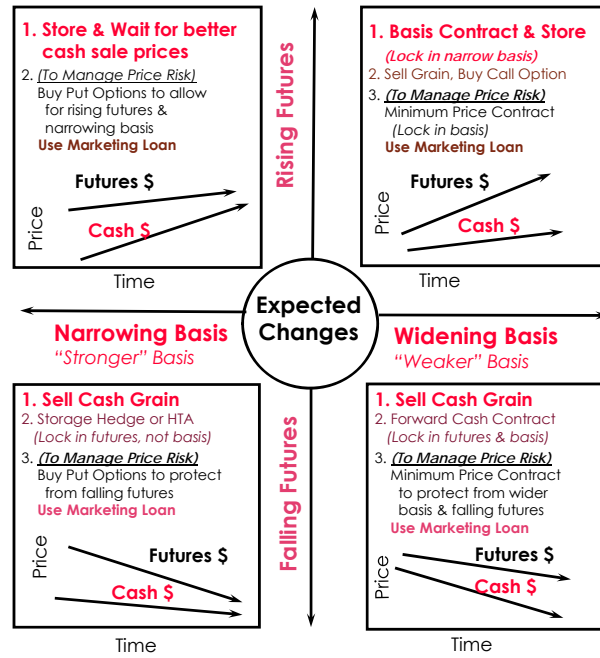 1. Store & Wait for better
cash sale prices
2. (To Manage Price Risk)
Buy Put Options to allow
for rising futures &
narrowing basis
Use Marketing Loan
Futures $
Cash $
Price
Time
Rising Futures
1. Basis Contract & Store
(Lock in narrow basis)
2. Sell Grain, Buy Call Option
3. (To Manage Price Risk)
Minimum Price Contract
(Lock in basis)
Use Marketing Loan
Futures $
Cash $
Price
Time
Expected
Changes
Narrowing Basis
"Stronger" Basis
Widening Basis
"Weaker" Basis
1. Sell Cash Grain
2. Storage Hedge or HTA
(Lock in futures, not basis)
3. (To Manage Price Risk)
Buy Put Options to protect
from falling futures
Use Marketing Loan
Futures $
Cash $
Price
Time
Falling Futures
1. Sell Cash Grain
2. Forward Cash Contract
(Lock in futures & basis)
3. (To Manage Price Risk)
Minimum Price Contract
to protect from wider
basis & falling futures
Use Marketing Loan
Futures $
Cash $
Price
Time